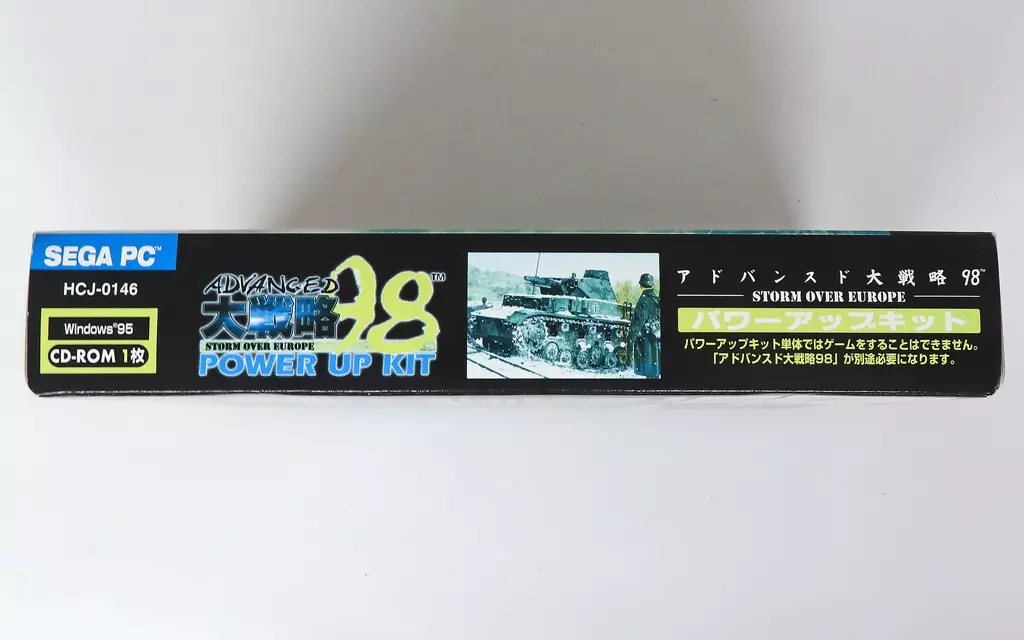 SEGA PC™
HCJ-0146
Windows®95
CD-ROM 1枚
ADVANCED
大戦略98™
STORM OVER EUROPE
POWER UP KIT
アドバンスド大戦略98™
STORM OVER EUROPE
パワーアップキット
パワーアップキット単体ではゲームをすることはできません。
「アドバンスド大戦略98」が別途必要になります。